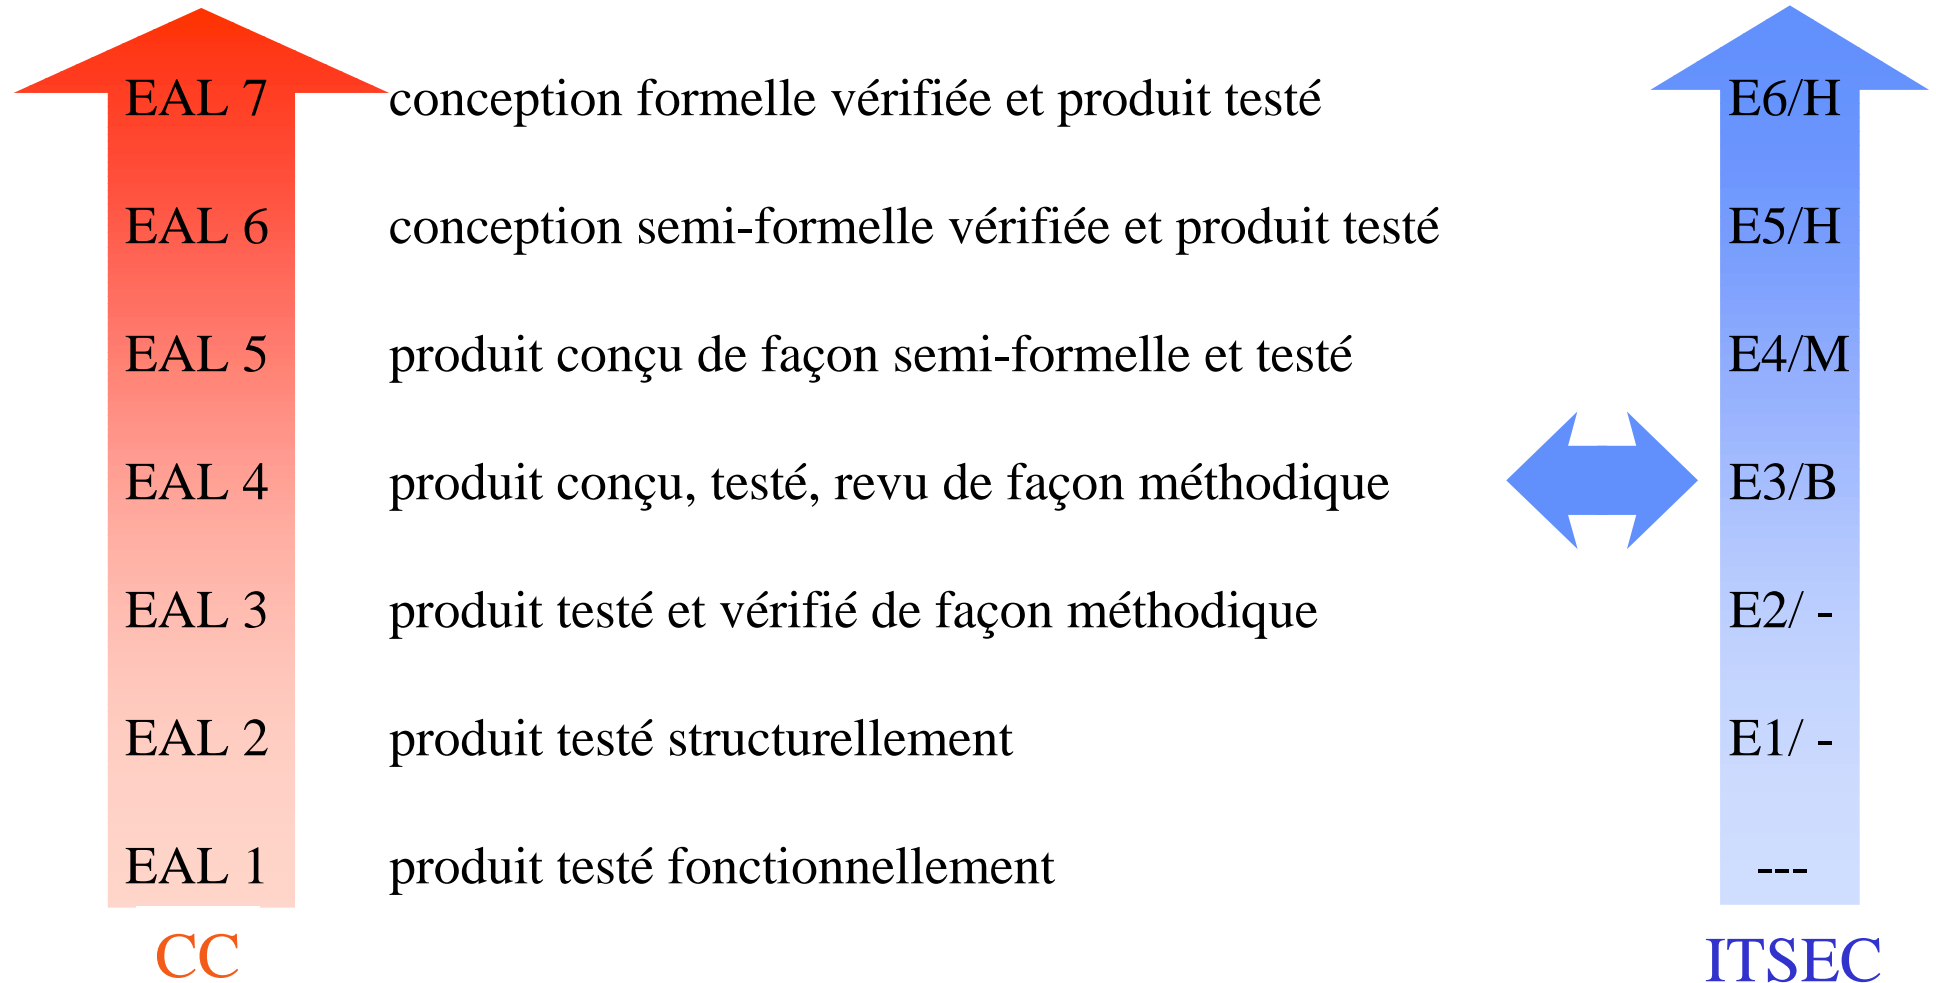 EAL 7 conception formelle vérifiée et produit testé E6/H
EAL 6 conception semi-formelle vérifiée et produit testé E5/H
EAL 5 produit conçu de façon semi-formelle et testé E4/M
EAL 4 produit conçu, testé, revu de façon méthodique E3/B
EAL 3 produit testé et vérifié de façon méthodique E2/ -
EAL 2 produit testé structurellement E1/ -
EAL 1 produit testé fonctionnellement ---
CC ITSEC